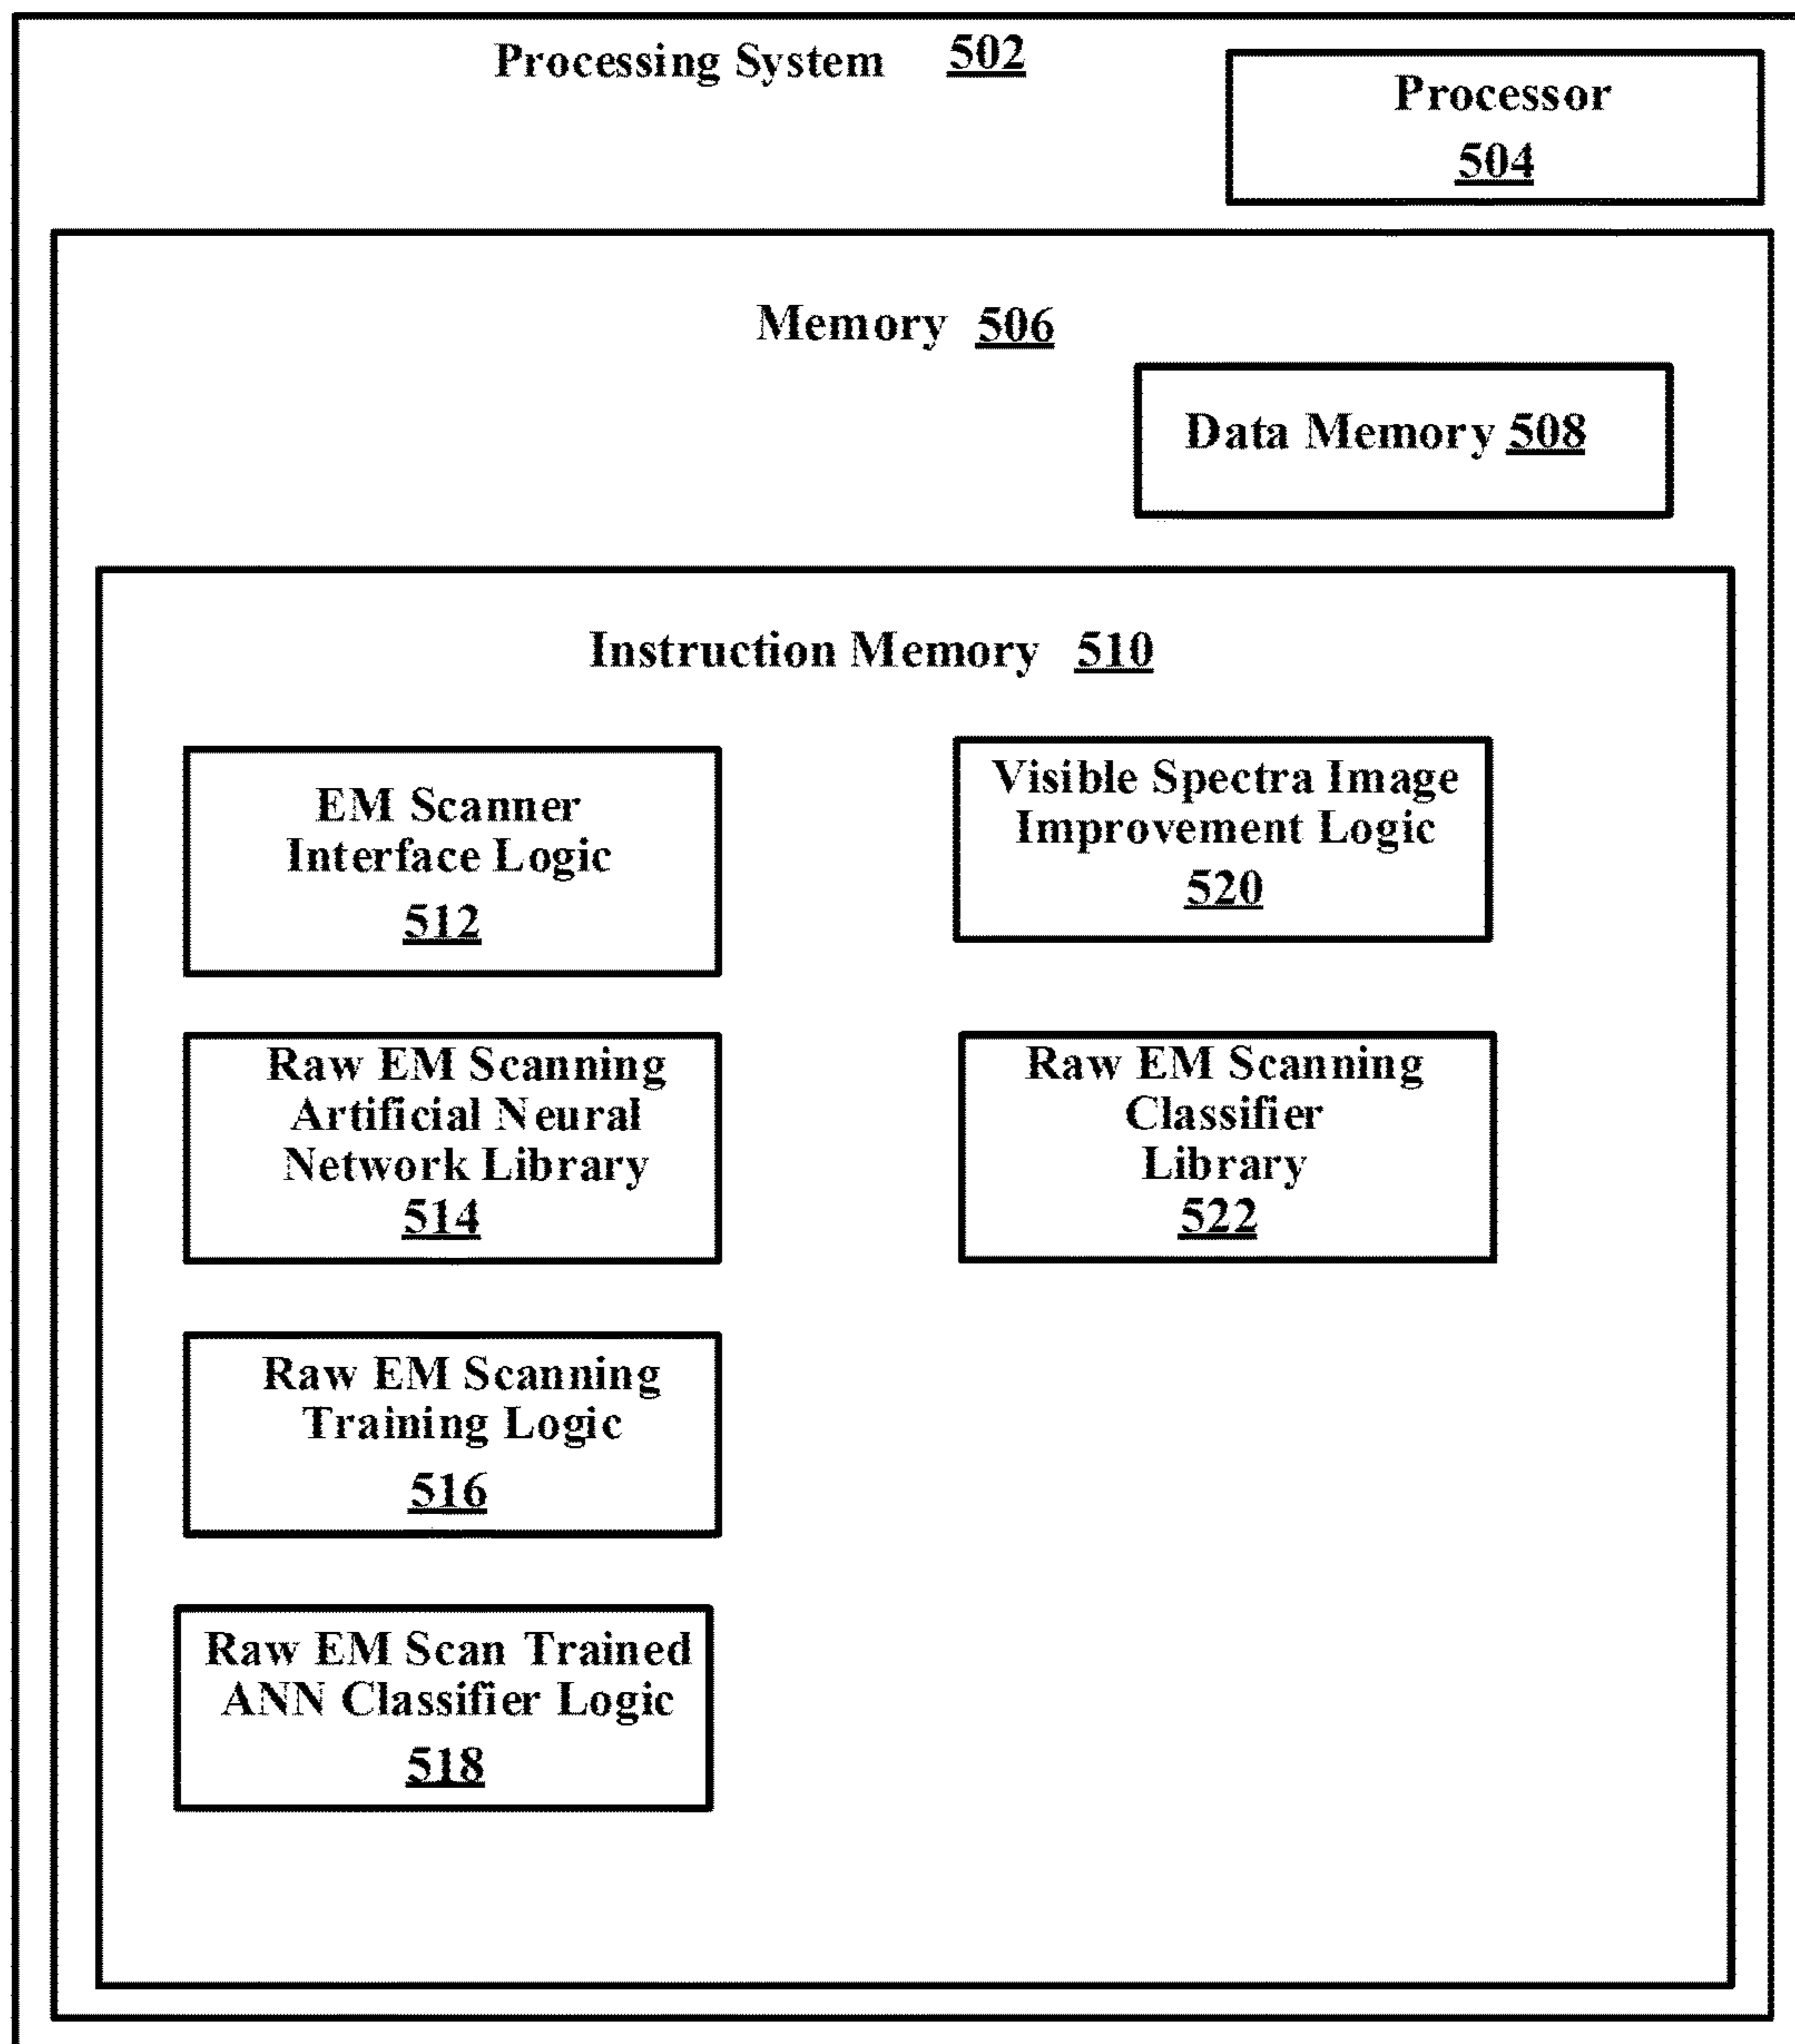 Processing System 502
Processor
504
Memory 506
Data Memory 508
Instruction Memory 510
EM Scanner
Interface Logic
512
Visible Spectra Image
Improvement Logic
520
Raw EM Scanning
Artificial Neural
Network Library
514
Raw EM Scanning
Classifier
Library
522
Raw EM Scanning
Training Logic
516
Raw EM Scan Trained
ANN Classifier Logic
518